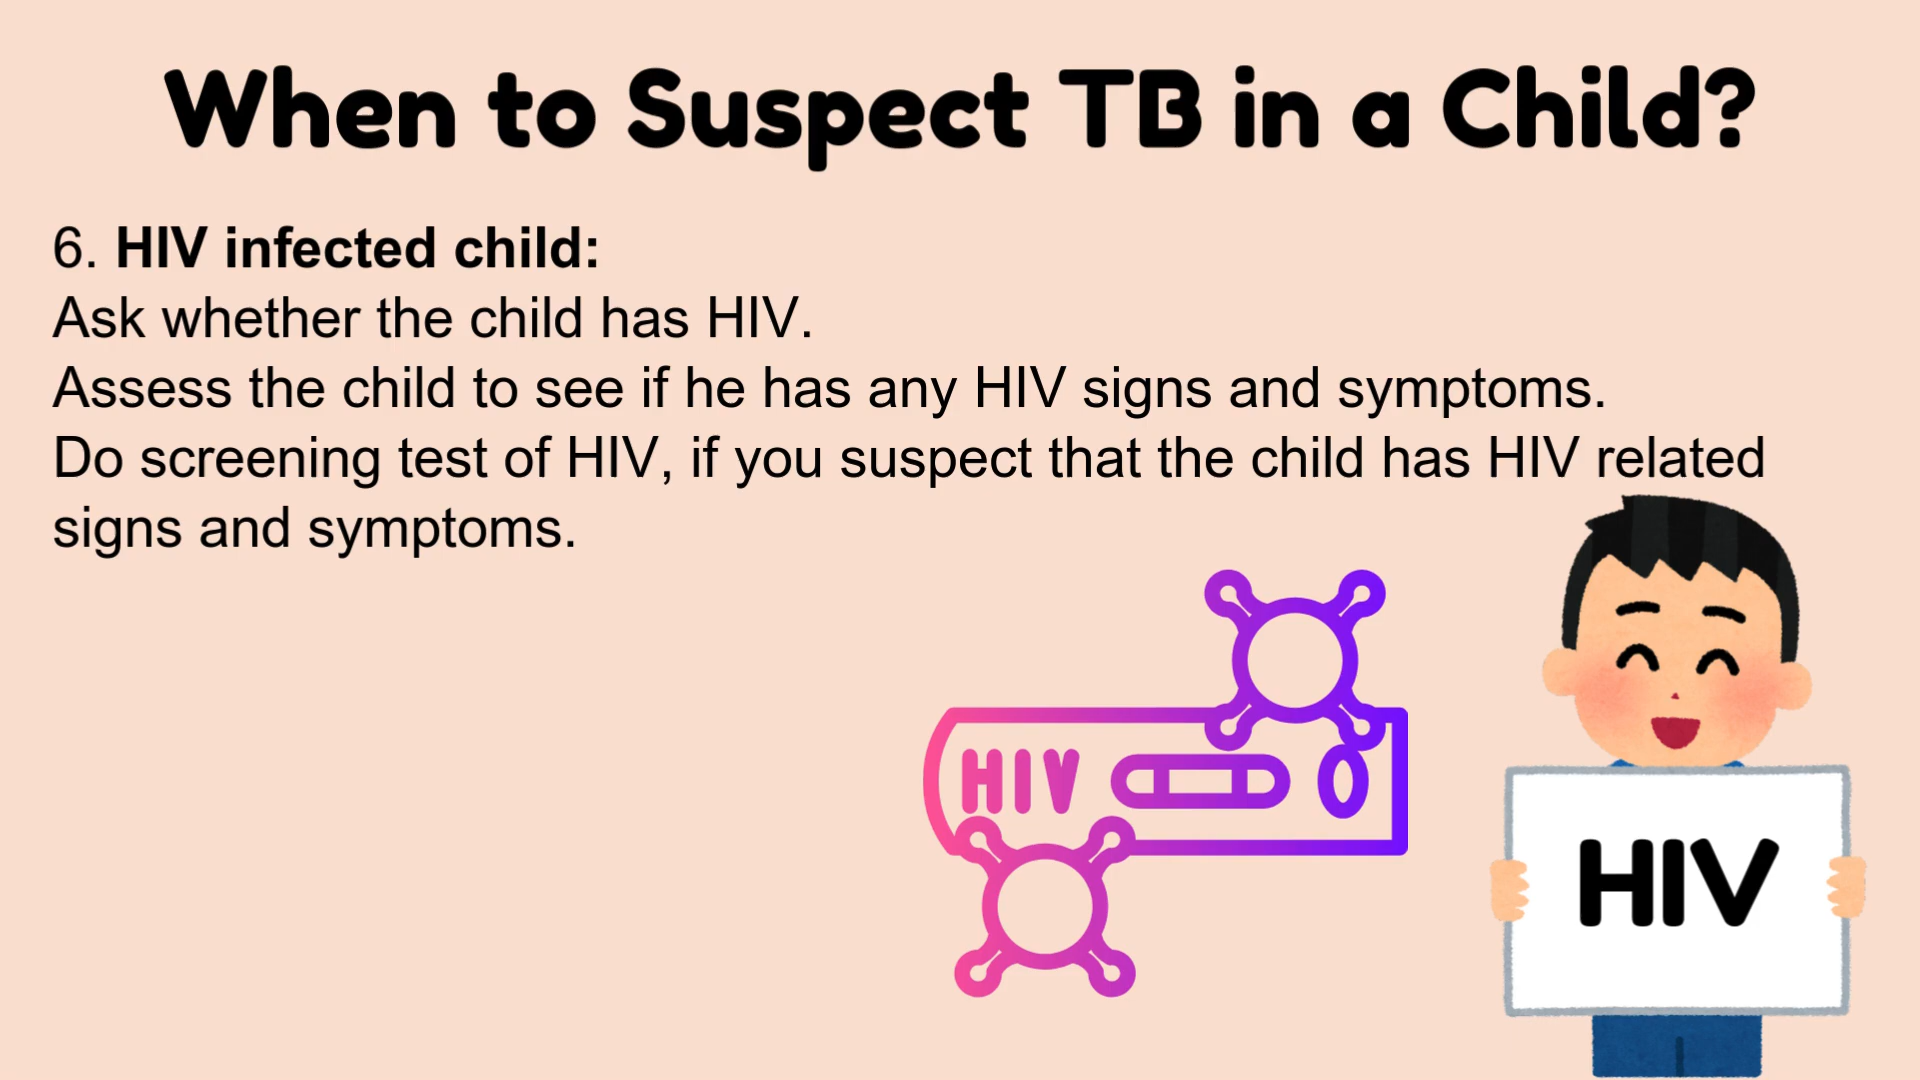 When to Suspect TB in a Child?
6. HIV infected child:
Ask whether the child has HIV.
Assess the child to see if he has any HIV signs and symptoms.
Do screening test of HIV, if you suspect that the child has HIV related
signs and symptoms.
HIV
HIV